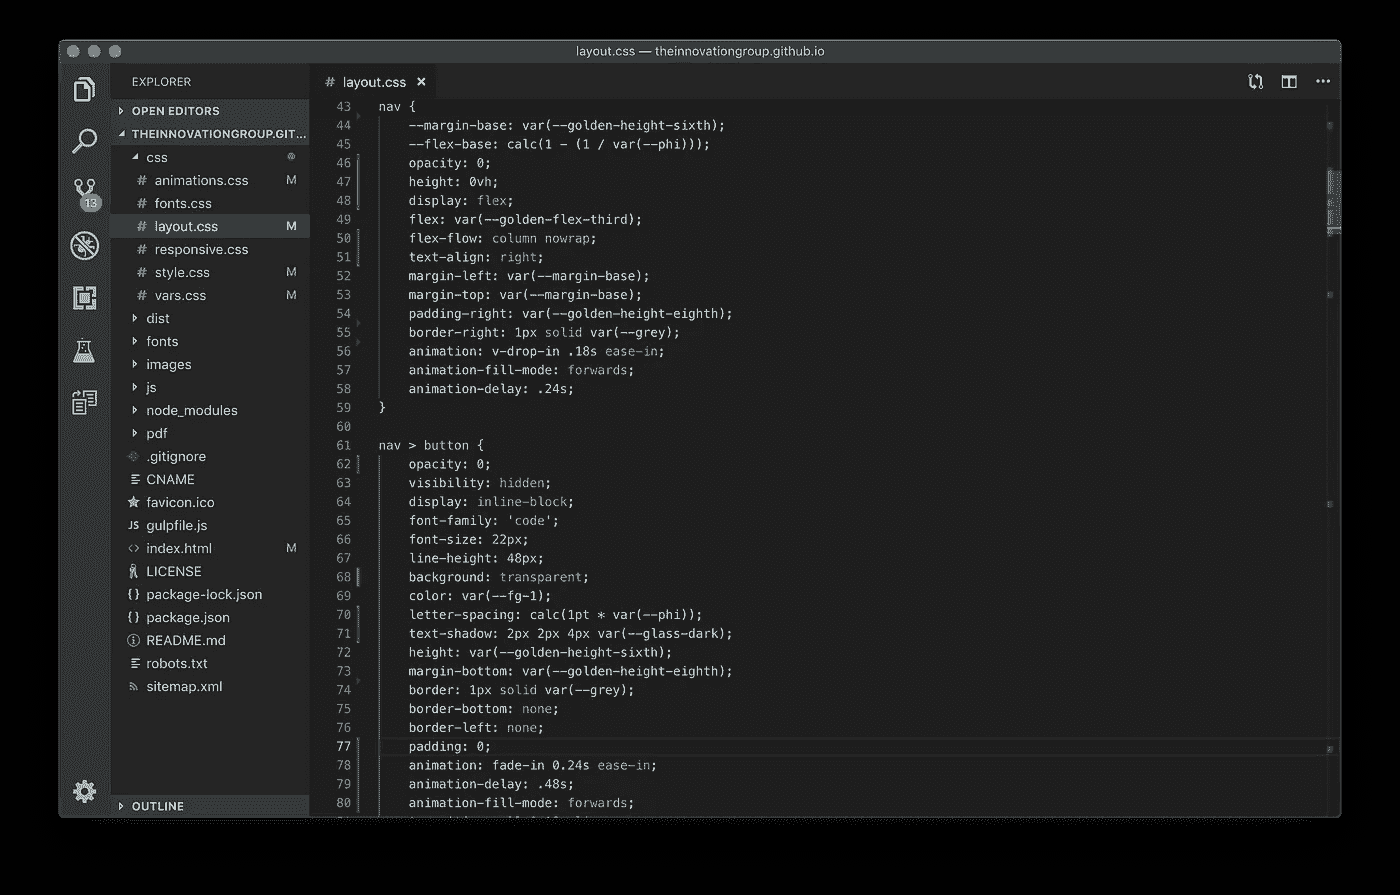 layout.css — theinnovationgroup.github.io
EXPLORER
OPEN EDITORS
THEINNOVATIONGROUP.GIT...
css
# animations.css M
# fonts.css
# layout.css M
# responsive.css
# style.css M
# vars.css M
dist
fonts
images
js
node_modules
pdf
.gitignore
CNAME
favicon.ico
JS gulpfile.js
<> index.html M
LICENSE
{} package-lock.json
{} package.json
README.md
robots.txt
sitemap.xml
OUTLINE
13
# layout.css ×
43 nav {
44 --margin-base: var(--golden-height-sixth);
45 --flex-base: calc(1 - (1 / var(--phi)));
46 opacity: 0;
47 height: 0vh;
48 display: flex;
49 flex: var(--golden-flex-third);
50 flex-flow: column nowrap;
51 text-align: right;
52 margin-left: var(--margin-base);
53 margin-top: var(--margin-base);
54 padding-right: var(--golden-height-eighth);
55 border-right: 1px solid var(--grey);
56 animation: v-drop-in .18s ease-in;
57 animation-fill-mode: forwards;
58 animation-delay: .24s;
59 }
60
61 nav > button {
62 opacity: 0;
63 visibility: hidden;
64 display: inline-block;
65 font-family: 'code';
66 font-size: 22px;
67 line-height: 48px;
68 background: transparent;
69 color: var(--fg-1);
70 letter-spacing: calc(1pt * var(--phi));
71 text-shadow: 2px 2px 4px var(--glass-dark);
72 height: var(--golden-height-sixth);
73 margin-bottom: var(--golden-height-eighth);
74 border: 1px solid var(--grey);
75 border-bottom: none;
76 border-left: none;
77 padding: 0;
78 animation: fade-in 0.24s ease-in;
79 animation-delay: .48s;
80 animation-fill-mode: forwards;